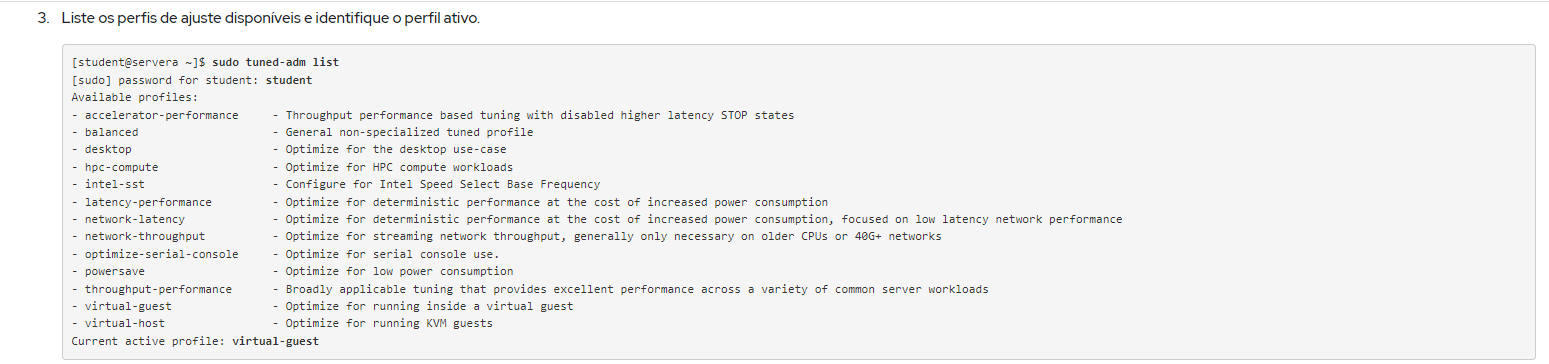 3. Liste os perfis de ajuste disponíveis e identifique o perfil ativo.
[student@servera ~]$ sudo tuned-adm list
[sudo] password for student: student
Available profiles:
- accelerator-performance     - Throughput performance based tuning with disabled higher latency STOP states
- balanced                    - General non-specialized tuned profile
- desktop                     - Optimize for the desktop use-case
- hpc-compute                 - Optimize for HPC compute workloads
- intel-sst                   - Configure for Intel Speed Select Base Frequency
- latency-performance         - Optimize for deterministic performance at the cost of increased power consumption
- network-latency             - Optimize for deterministic performance at the cost of increased power consumption, focused on low latency network performance
- network-throughput          - Optimize for streaming network throughput, generally only necessary on older CPUs or 40G+ networks
- optimize-serial-console     - Optimize for serial console use.
- powersave                   - Optimize for low power consumption
- throughput-performance      - Broadly applicable tuning that provides excellent performance across a variety of common server workloads
- virtual-guest               - Optimize for running inside a virtual guest
- virtual-host                - Optimize for running KVM guests
Current active profile: virtual-guest